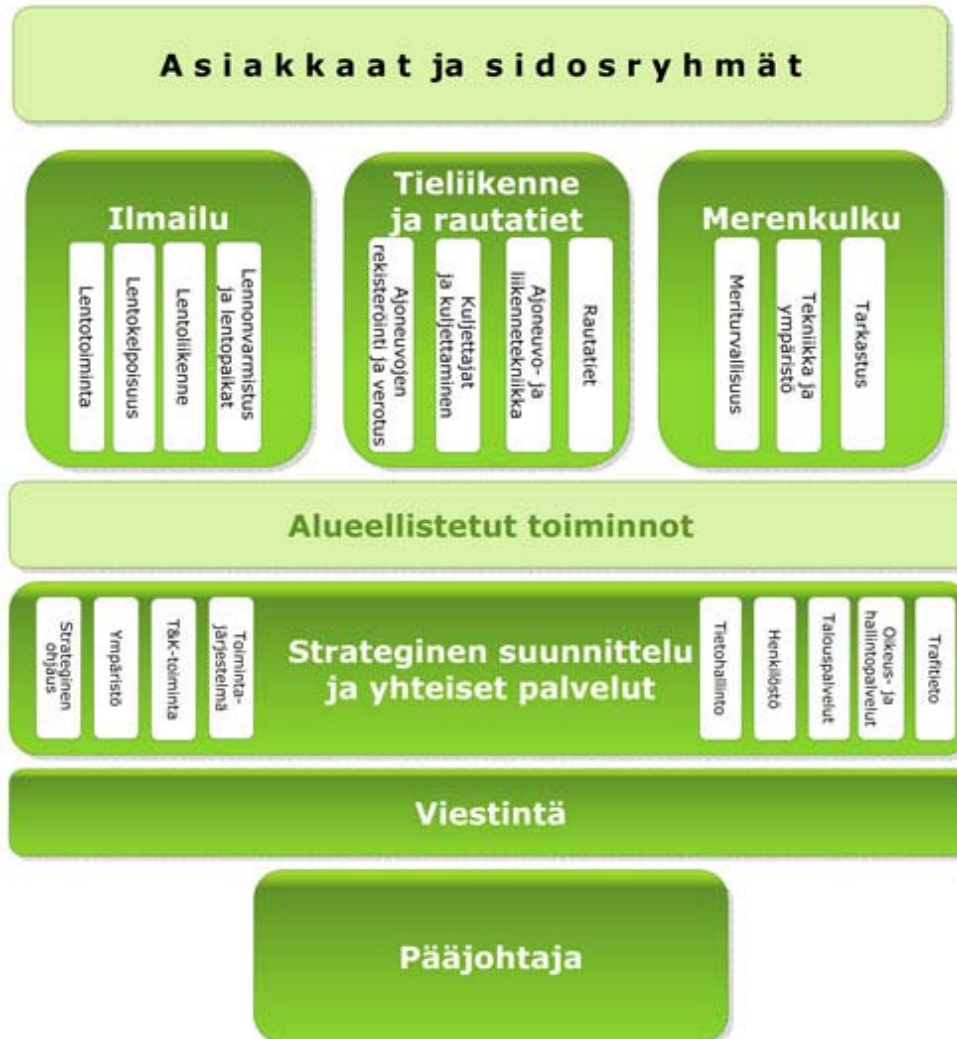 Asiakkaat ja sidosryhmät
Ilmailu
Lentotoiminta
Lentokelpoisuus
Lentoliikenne
Lennonvarmistus
ja lentopaikat
Tieliikenne
ja rautatiet
Ajoneuvojen
rekisteröinti ja verotus
Kuljettajat
ja kuljettaminen
Ajoneuvo- ja
liikennetekniikka
Rautatiet
Merenkulku
Meriturvallisuus
Tekniikka ja
ympäristö
Tarkastus
Alueellistetut toiminnot
Strateginen
ohjaus
Ympäristö
T&K-toiminta
Toiminta-
järjestelmä
Strateginen suunnittelu
ja yhteiset palvelut
Tietohallinto
Henkilöstö
Talouspalvelut
Oikeus- ja
hallintopalvelut
Trafitieto
Viestintä
Pääjohtaja